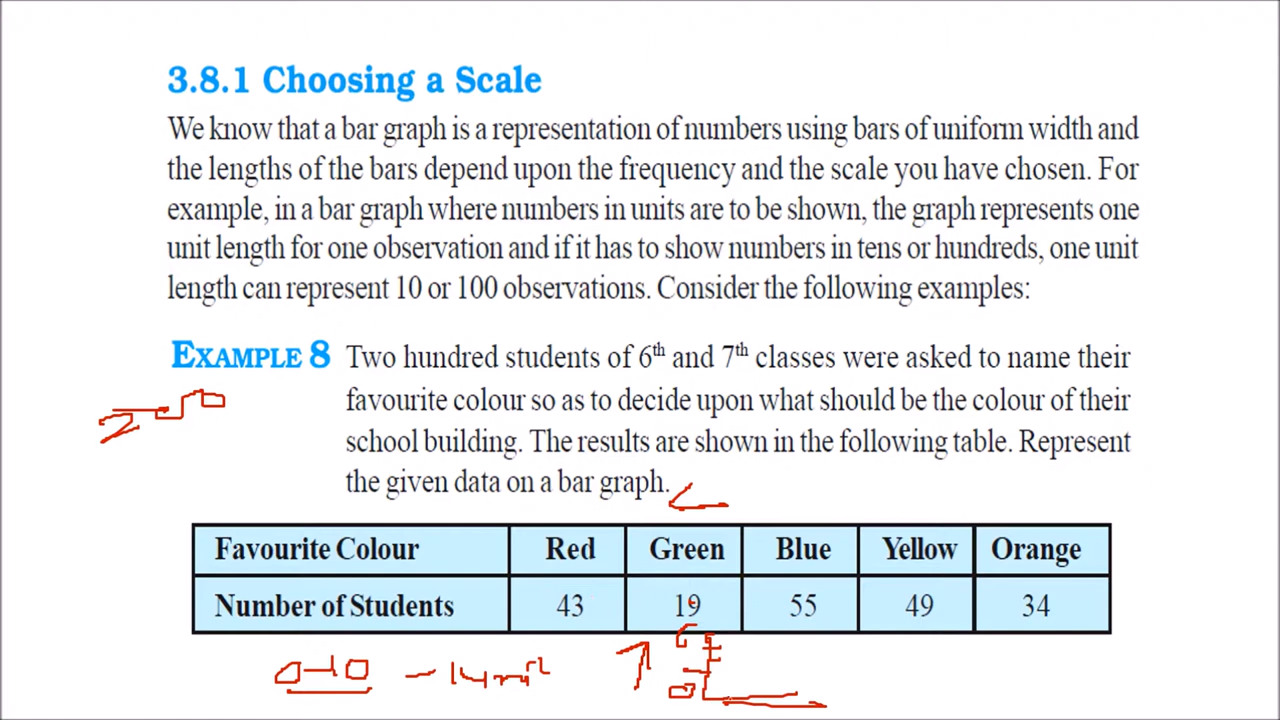 3.8.1 Choosing a Scale
We know that a bar graph is a representation of numbers using bars of uniform width and
the lengths of the bars depend upon the frequency and the scale you have chosen. For
example, in a bar graph where numbers in units are to be shown, the graph represents one
unit length for one observation and if it has to show numbers in tens or hundreds, one unit
length can represent 10 or 100 observations. Consider the following examples:
EXAMPLE 8 Two hundred students of 6th and 7th classes were asked to name their
favourite colour so as to decide upon what should be the colour of their
school building. The results are shown in the following table. Represent
the given data on a bar graph.
Favourite Colour Red Green Blue Yellow Orange
Number of Students 43 19 55 49 34